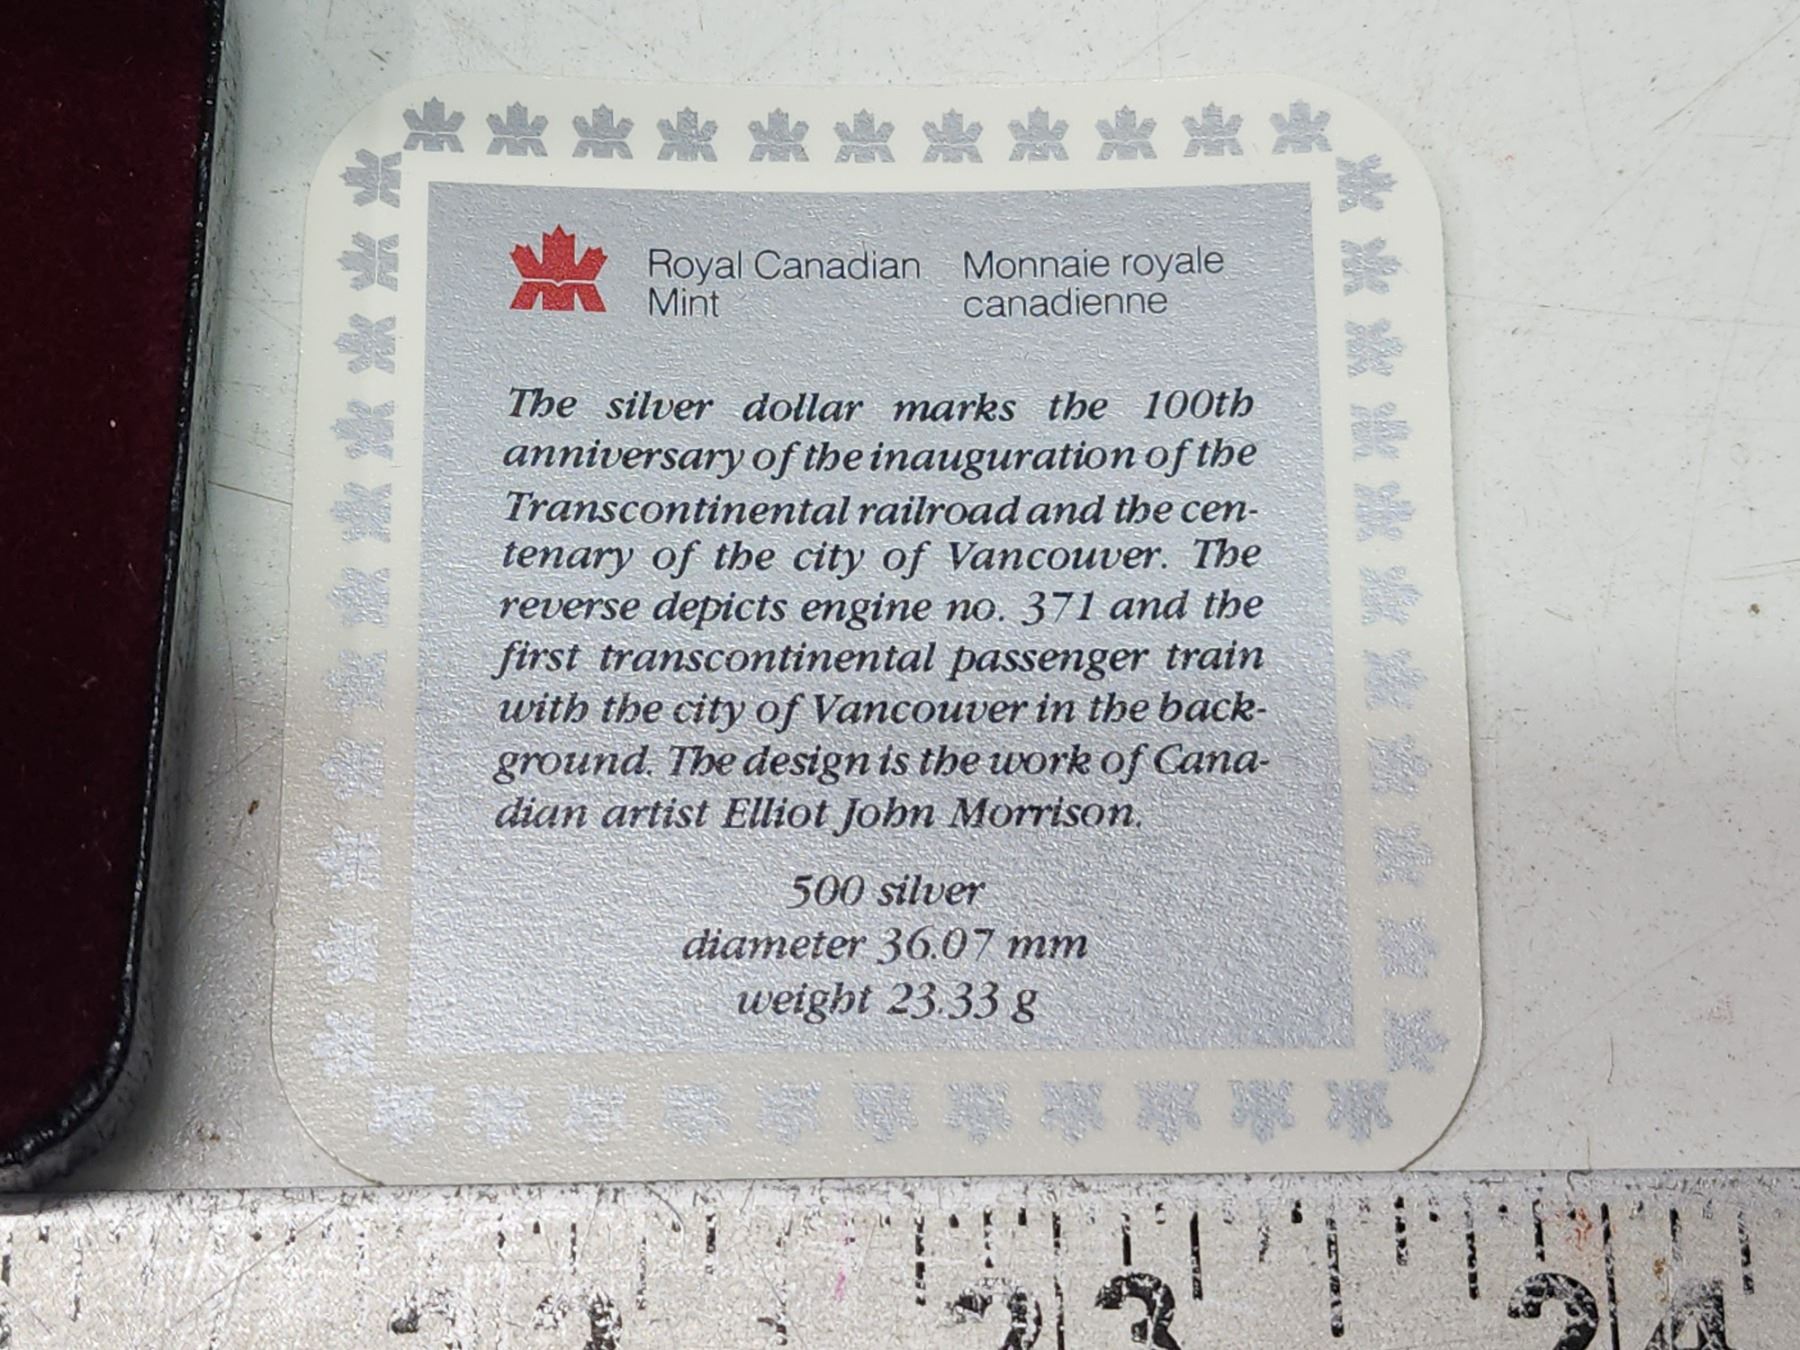 Royal Canadian Mint
Monnaie royale canadienne
The silver dollar marks the 100th
anniversary of the inauguration of the
Transcontinental railroad and the cen-
tenary of the city of Vancouver. The
reverse depicts engine no. 371 and the
first transcontinental passenger train
with the city of Vancouver in the back-
ground. The design is the work of Cana-
dian artist Elliot John Morrison.
500 silver
diameter 36.07 mm
weight 23.33 g
22 23 24